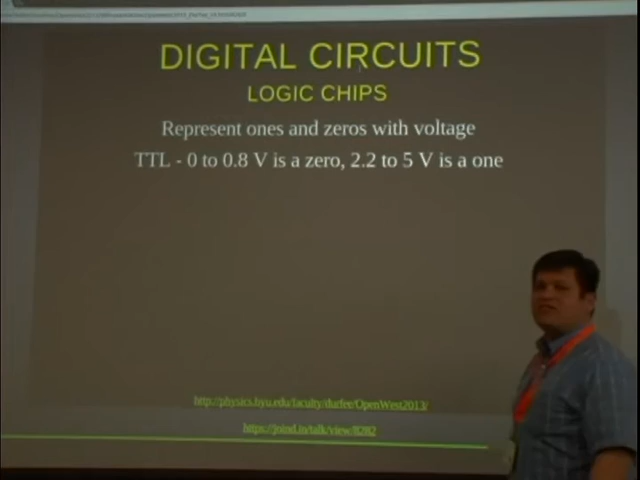 DIGITAL CIRCUITS
LOGIC CHIPS
Represent ones and zeros with voltage
TTL - 0 to 0.8 V is a zero, 2.2 to 5 V is a one
http://physics.byu.edu/faculty/durfee/OpenWest2013/
https://joind.in/talk/view/8282